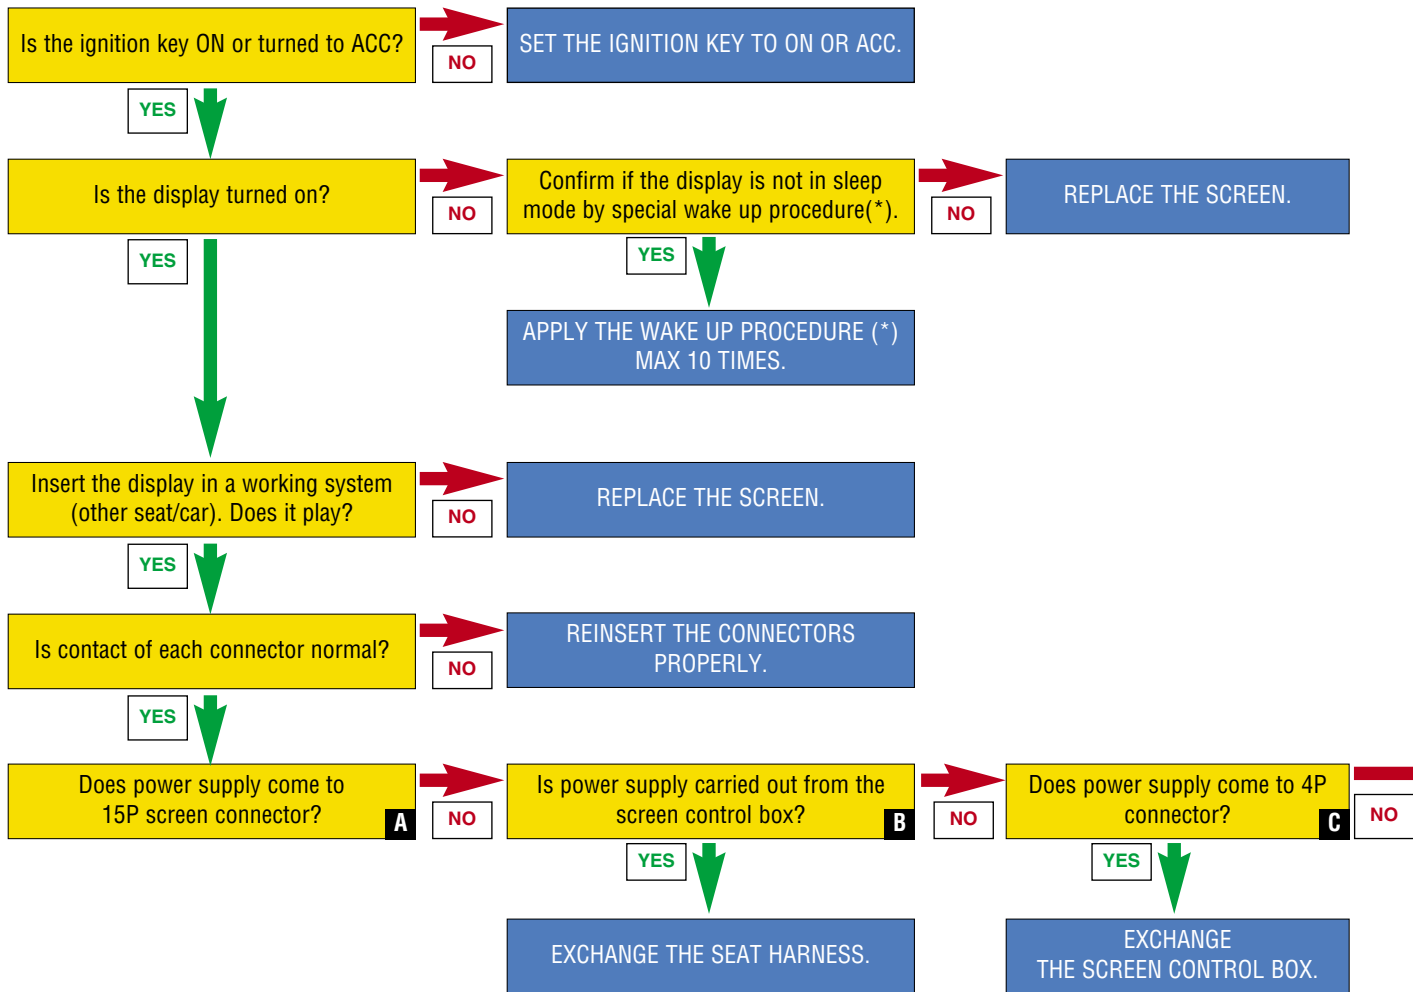 Is the ignition key ON or turned to ACC?
NO
SET THE IGNITION KEY TO ON OR ACC.
YES
Is the display turned on?
NO
Confirm if the display is not in sleep
mode by special wake up procedure(*).
NO
REPLACE THE SCREEN.
YES
YES
APPLY THE WAKE UP PROCEDURE (*)
MAX 10 TIMES.
Insert the display in a working system
(other seat/car). Does it play?
NO
REPLACE THE SCREEN.
YES
Is contact of each connector normal?
NO
REINSERT THE CONNECTORS
PROPERLY.
YES
Does power supply come to
15P screen connector?
A
NO
Is power supply carried out from the
screen control box?
B
NO
Does power supply come to 4P
connector?
C
NO
YES
YES
EXCHANGE THE SEAT HARNESS.
EXCHANGE
THE SCREEN CONTROL BOX.